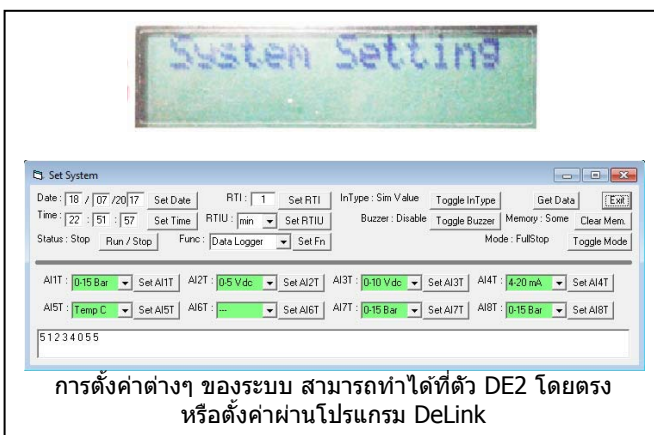 System Setting
Set System
Date : 18 / 07 /2017 Set Date RTI : 1 Set RTI InType : Sim Value Toggle InType Get Data Exit
Time : 22 : 51 : 57 Set Time RTIU : min Set RTIU Buzzer : Disable Toggle Buzzer Memory : Some Clear Mem.
Status : Stop Run / Stop Func : Data Logger Set Fn Mode : FullStop Toggle Mode
AI1T : 0-15 Bar Set AI1T AI2T : 0-5 Vdc Set AI2T AI3T : 0-10 Vdc Set AI3T AI4T : 4-20 mA Set AI4T
AI5T : Temp C Set AI5T AI6T : --- Set AI6T AI7T : 0-15 Bar Set AI7T AI8T : 0-15 Bar Set AI8T
51234055
การตั้งค่าต่างๆ ของระบบ สามารถทำได้ที่ตัว DE2 โดยตรง
หรือตั้งค่าผ่านโปรแกรม DeLink